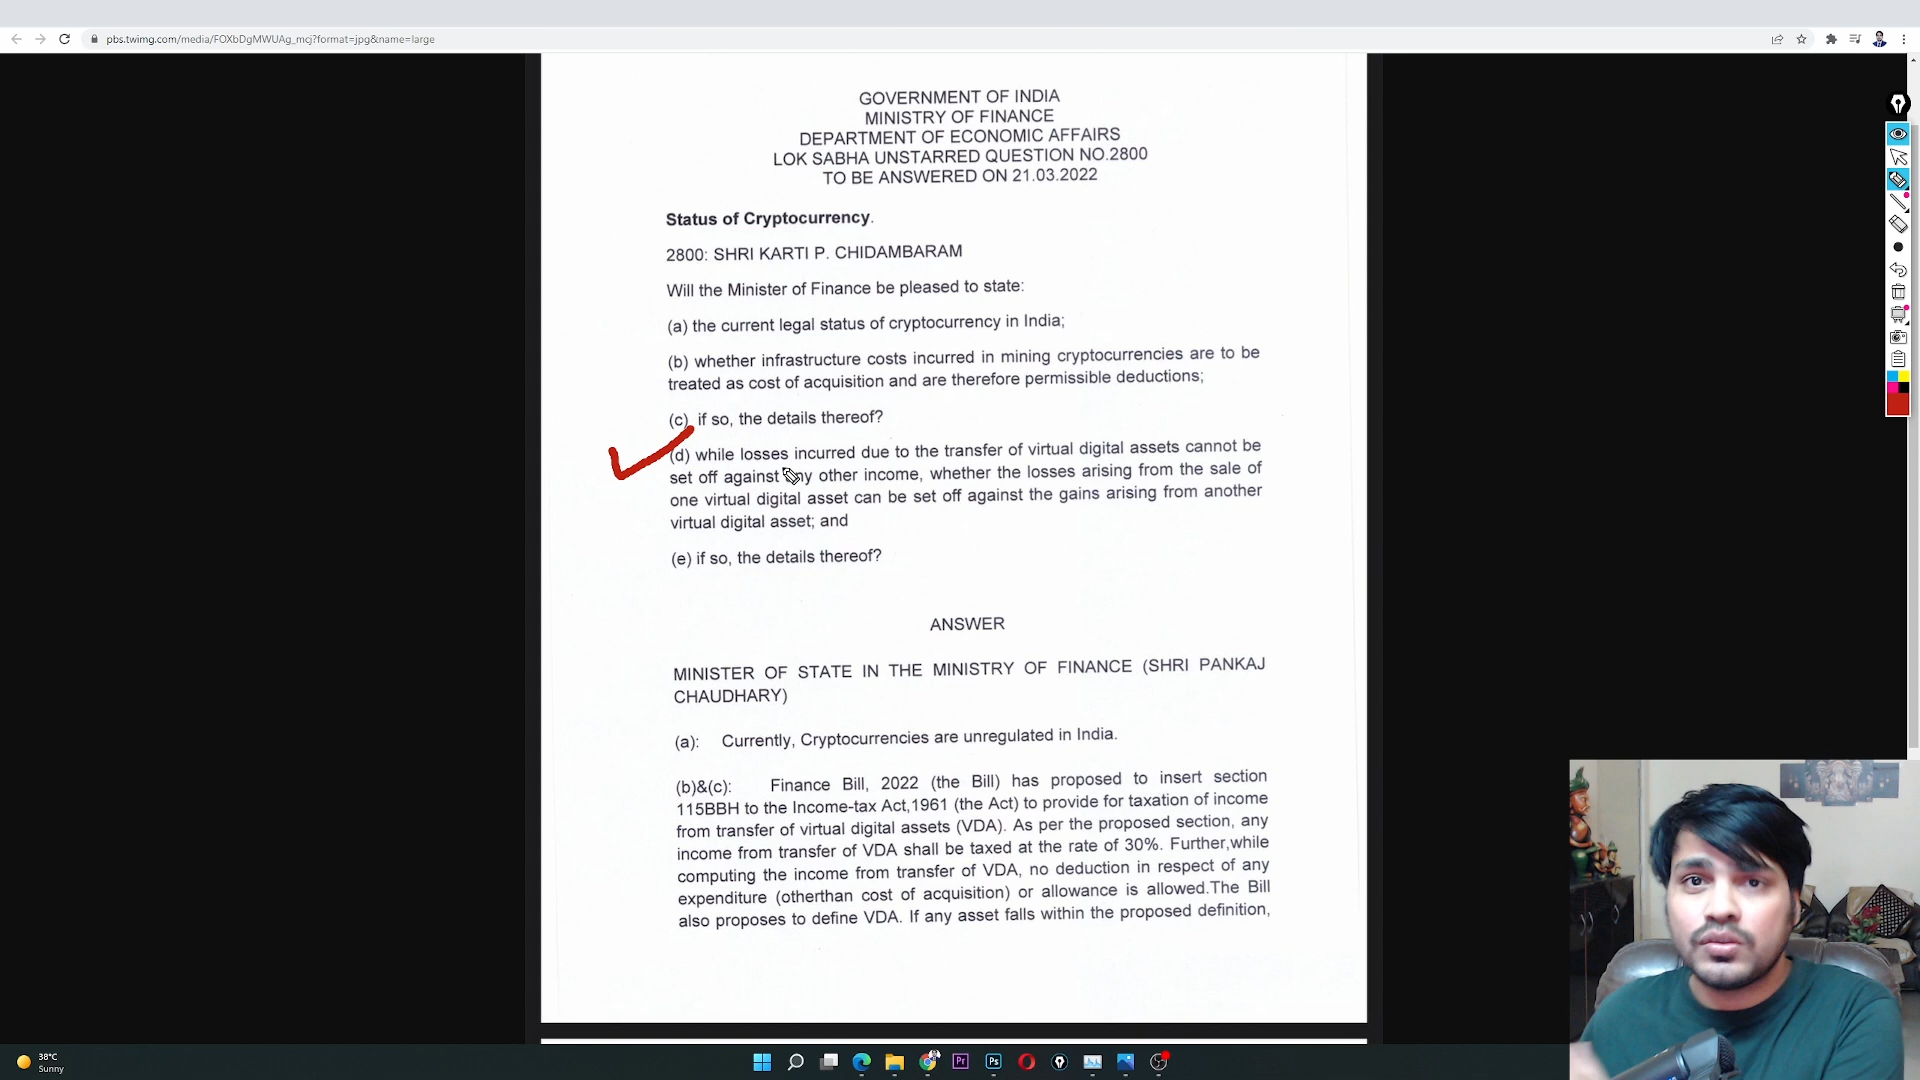 pbs.twimg.com/media/FOXbDgMWUAg_mcj?format=jpg&name=large
GOVERNMENT OF INDIA
MINISTRY OF FINANCE
DEPARTMENT OF ECONOMIC AFFAIRS
LOK SABHA UNSTARRED QUESTION NO.2800
TO BE ANSWERED ON 21.03.2022
Status of Cryptocurrency.
2800: SHRI KARTI P. CHIDAMBARAM
Will the Minister of Finance be pleased to state:
(a) the current legal status of cryptocurrency in India;
(b) whether infrastructure costs incurred in mining cryptocurrencies are to be
treated as cost of acquisition and are therefore permissible deductions;
(c) if so, the details thereof?
(d) while losses incurred due to the transfer of virtual digital assets cannot be
set off against any other income, whether the losses arising from the sale of
one virtual digital asset can be set off against the gains arising from another
virtual digital asset; and
(e) if so, the details thereof?
ANSWER
MINISTER OF STATE IN THE MINISTRY OF FINANCE (SHRI PANKAJ
CHAUDHARY)
(a): Currently, Cryptocurrencies are unregulated in India.
(b)&(c): Finance Bill, 2022 (the Bill) has proposed to insert section
115BBH to the Income-tax Act,1961 (the Act) to provide for taxation of income
from transfer of virtual digital assets (VDA). As per the proposed section, any
income from transfer of VDA shall be taxed at the rate of 30%. Further,while
computing the income from transfer of VDA, no deduction in respect of any
expenditure (otherthan cost of acquisition) or allowance is allowed.The Bill
also proposes to define VDA. If any asset falls within the proposed definition,
38°C
Sunny
Pr
Ps